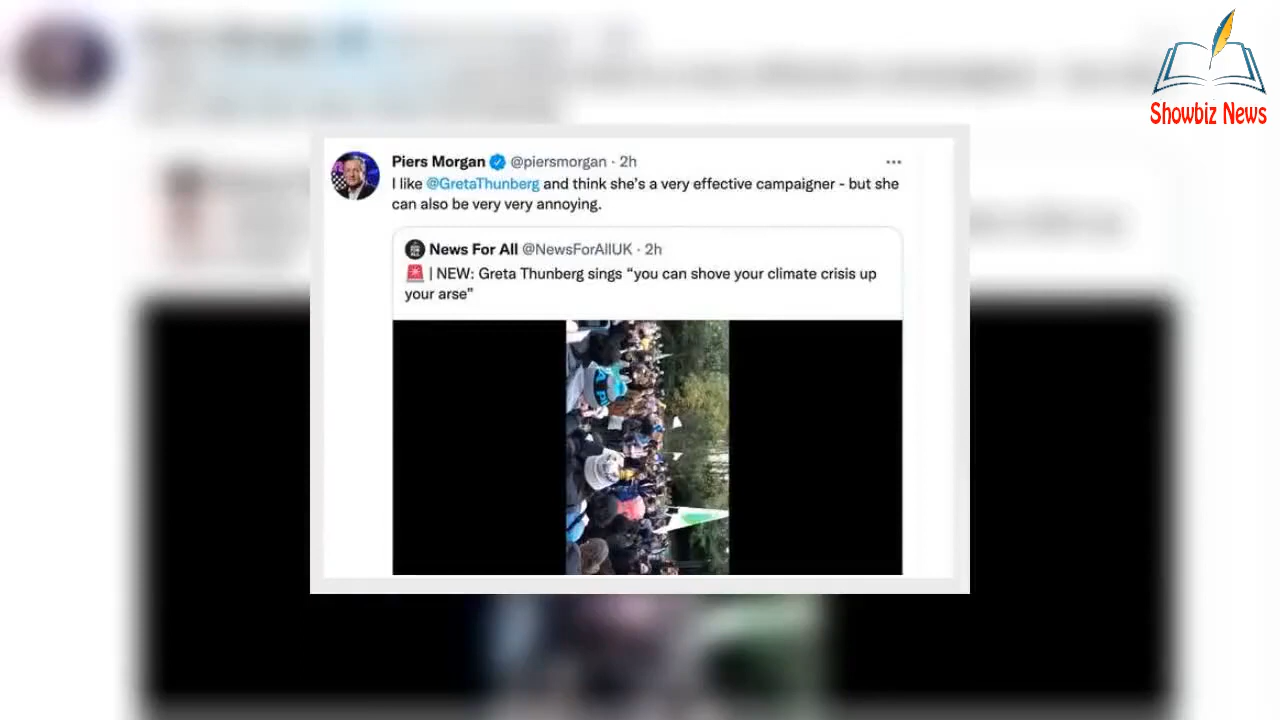 Showbiz News
Piers Morgan @piersmorgan · 2h
I like @GretaThunberg and think she's a very effective campaigner - but she
can also be very very annoying.
News For All @NewsForAllUK · 2h
🚨 | NEW: Greta Thunberg sings “you can shove your climate crisis up
your arse”